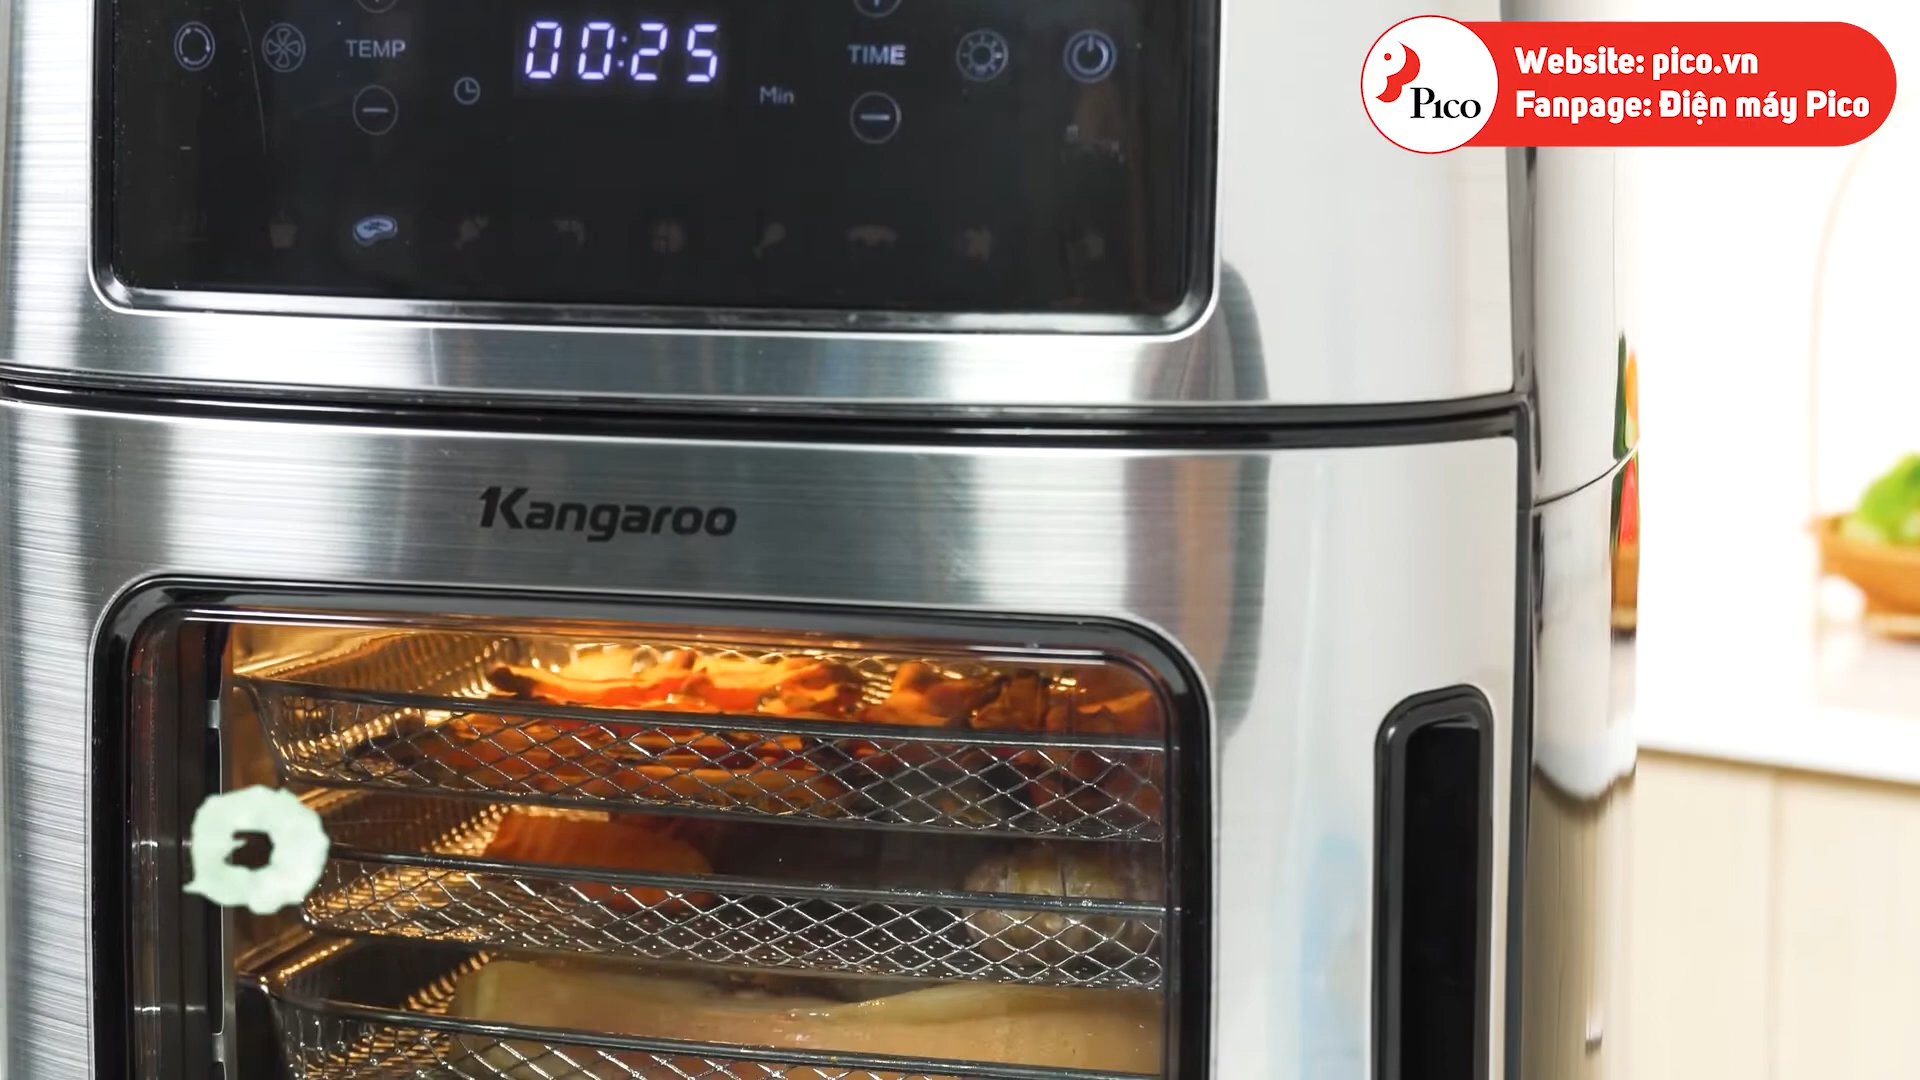 TEMP
00:25
Min
TIME
Kangaroo
PICO
Website: pico.vn
Fanpage: Điện máy Pico